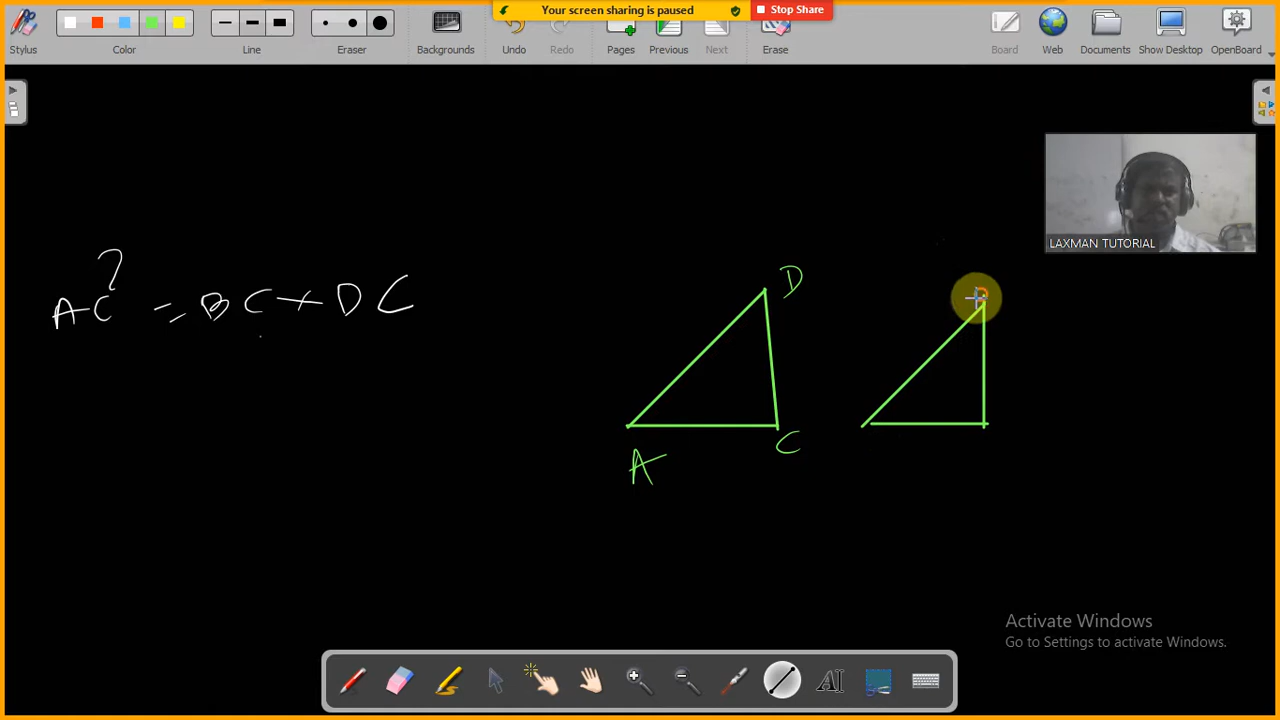 Your screen sharing is paused
Stop Share
Stylus
Color
Line
Eraser
Backgrounds
Undo
Redo
Pages
Previous
Next
Erase
Board
Web
Documents
Show Desktop
OpenBoard
LAXMAN TUTORIAL
AC² = BC × DC
D
A
C
Activate Windows
Go to Settings to activate Windows.